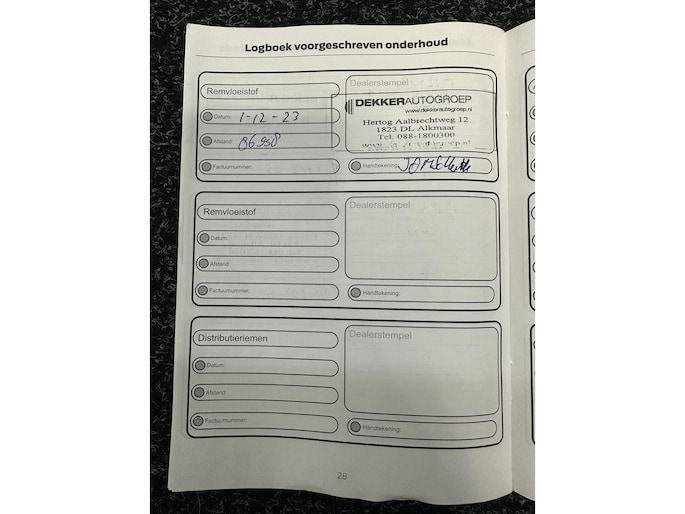 Logboek voorgeschreven onderhoud
Remvloeistof
Dealerstempel
Datum: 1-12-23
Afstand: 86958
Factuurnummer:
DEKKERAUTOGROEP
www.dekkerautogroep.nl
Hertog Aalbrechtweg 12
1823 DL Alkmaar
Tel. 088-1800300
Handtekening:
Remvloeistof
Dealerstempel
Datum:
Afstand:
Factuurnummer:
Handtekening:
Distributieriemen
Dealerstempel
Datum:
Afstand:
Factuurnummer:
Handtekening:
28